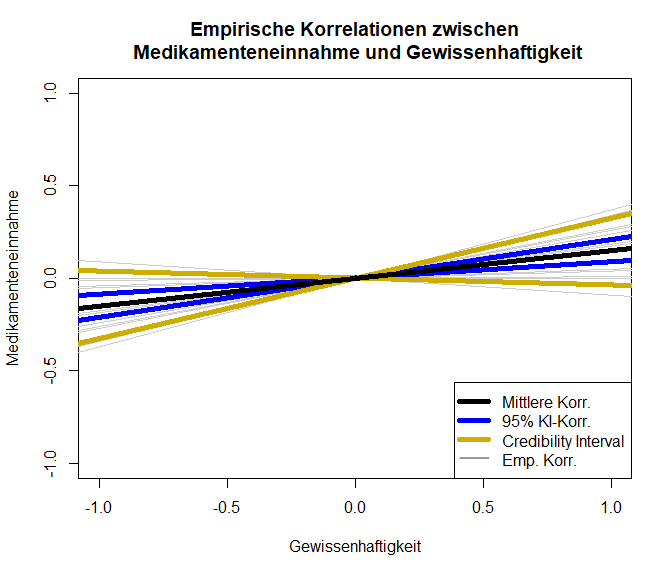 Empirische Korrelationen zwischen
Medikamenteneinnahme und Gewissenhaftigkeit
Medikamenteneinnahme
1.0
0.5
0.0
-0.5
-1.0
Mittlere Korr.
95% KI-Korr.
Credibility Interval
Emp. Korr.
-1.0 -0.5 0.0 0.5 1.0
Gewissenhaftigkeit